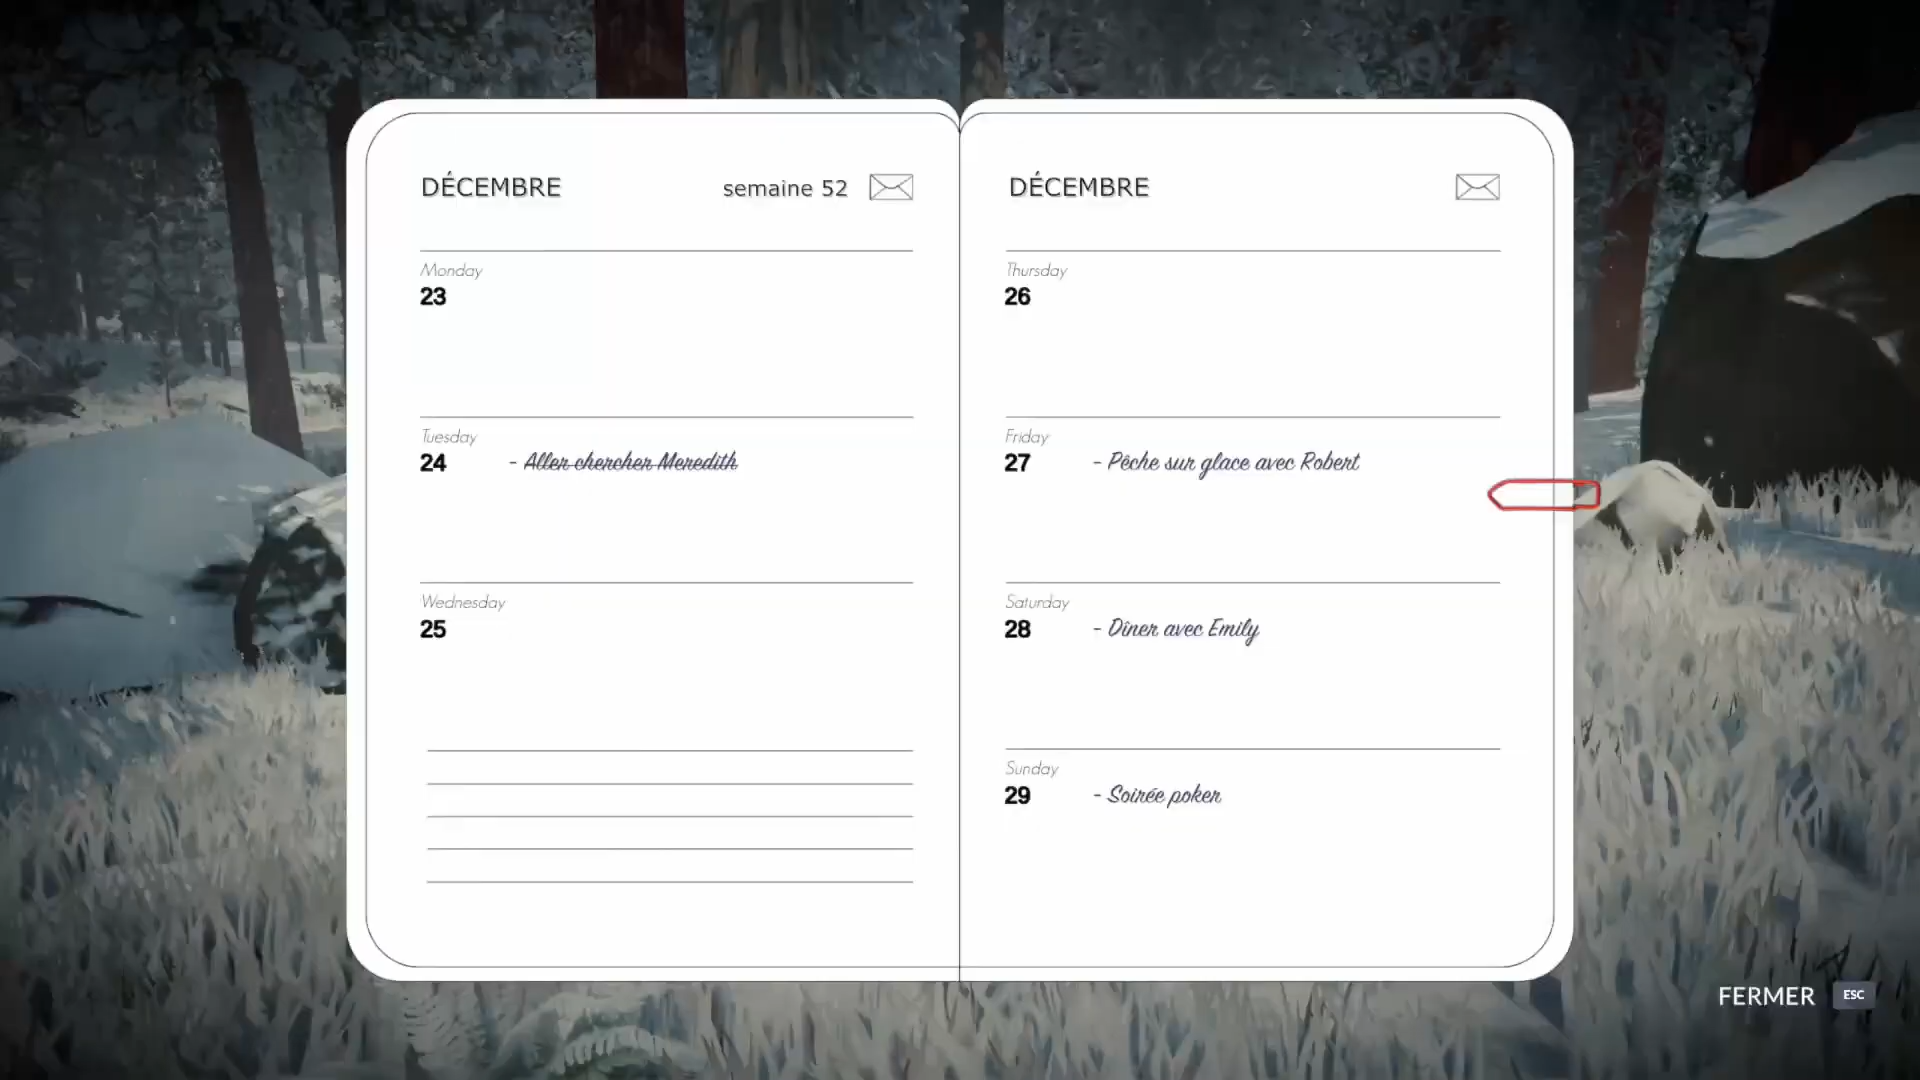 DÉCEMBRE semaine 52
Monday
23
Tuesday
24 - Aller chercher Meredith
Wednesday
25
DÉCEMBRE
Thursday
26
Friday
27 - Pêche sur glace avec Robert
Saturday
28 - Dîner avec Emily
Sunday
29 - Soirée poker
FERMER ESC